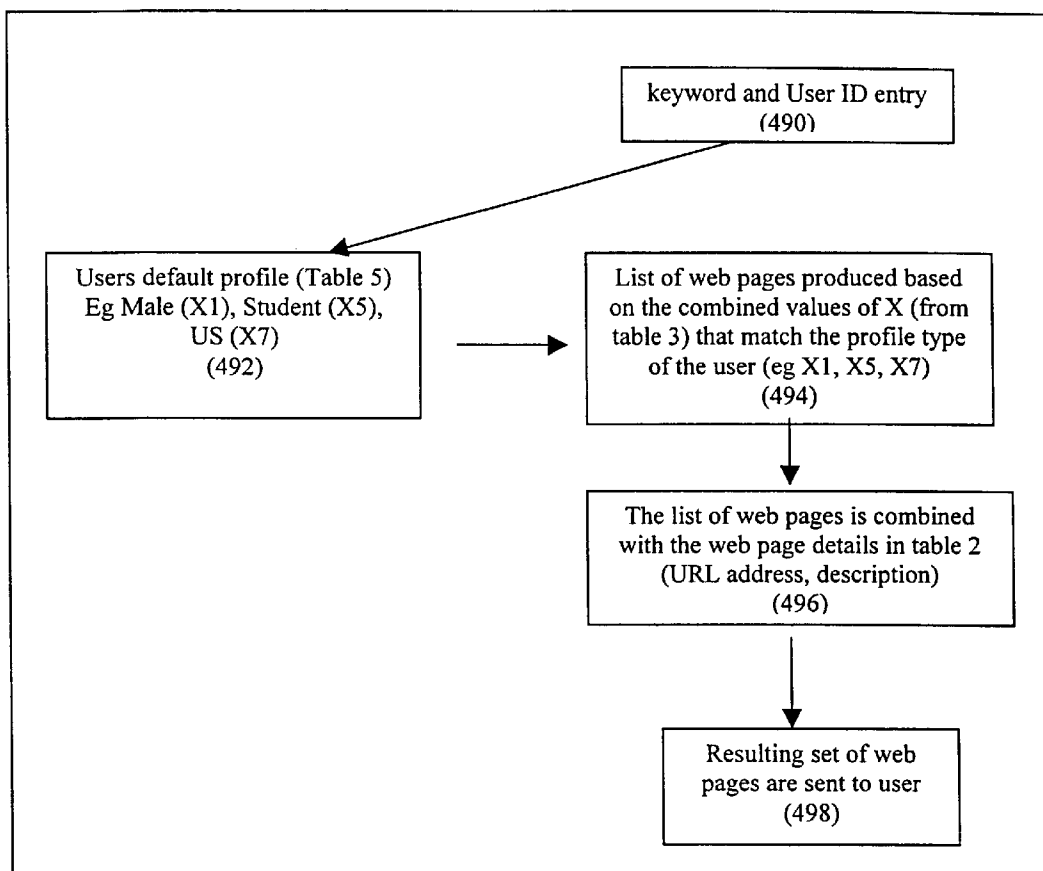 keyword and User ID entry
(490)
Users default profile (Table 5)
Eg Male (X1), Student (X5),
US (X7)
(492)
List of web pages produced based
on the combined values of X (from
table 3) that match the profile type
of the user (eg X1, X5, X7)
(494)
The list of web pages is combined
with the web page details in table 2
(URL address, description)
(496)
Resulting set of web
pages are sent to user
(498)